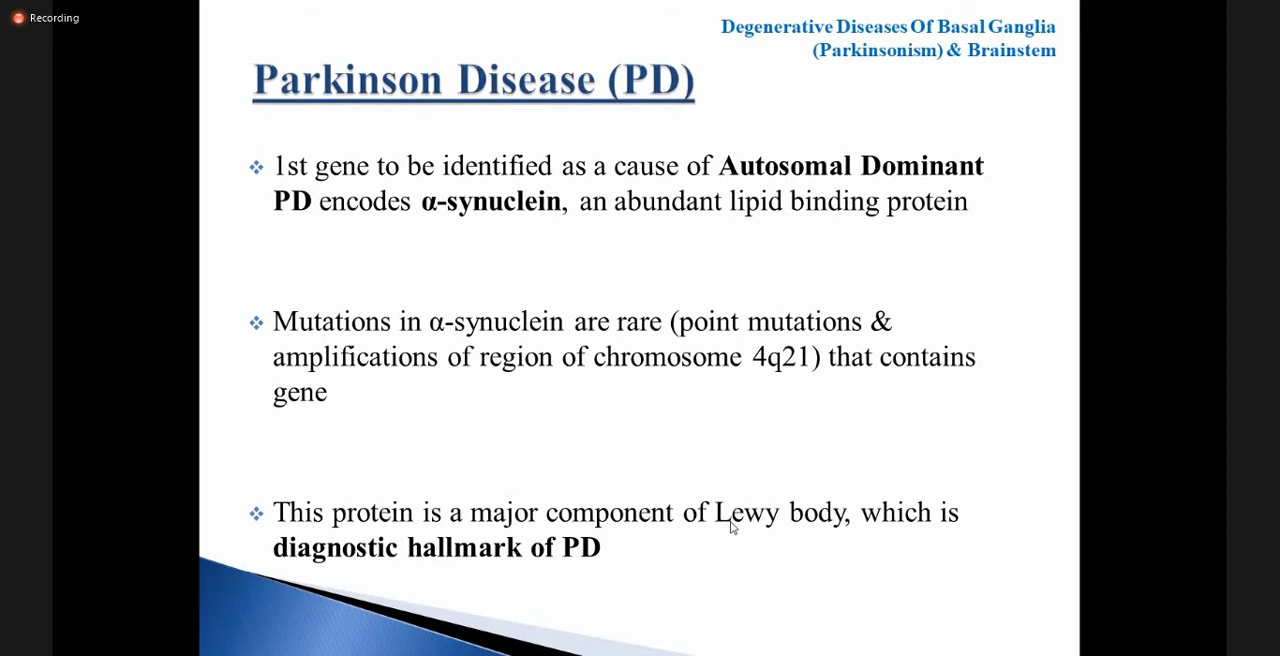 Recording
Degenerative Diseases Of Basal Ganglia
(Parkinsonism) & Brainstem
Parkinson Disease (PD)
1st gene to be identified as a cause of Autosomal Dominant
PD encodes α-synuclein, an abundant lipid binding protein
Mutations in α-synuclein are rare (point mutations &
amplifications of region of chromosome 4q21) that contains
gene
This protein is a major component of Lewy body, which is
diagnostic hallmark of PD